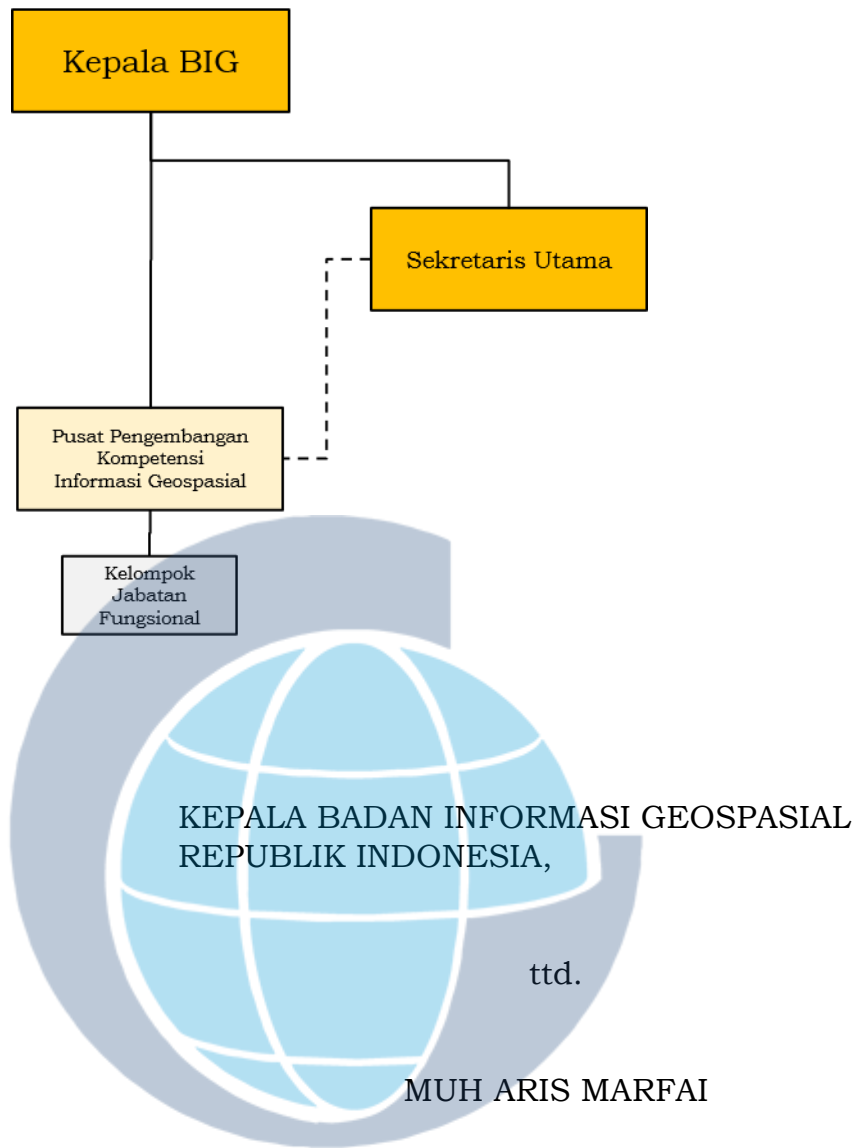 Kepala BIG
Sekretaris Utama
Pusat Pengembangan
Kompetensi
Informasi Geospasial
Kelompok
Jabatan
Fungsional
KEPALA BADAN INFORMASI GEOSPASIAL
REPUBLIK INDONESIA,
ttd.
MUH ARIS MARFAI